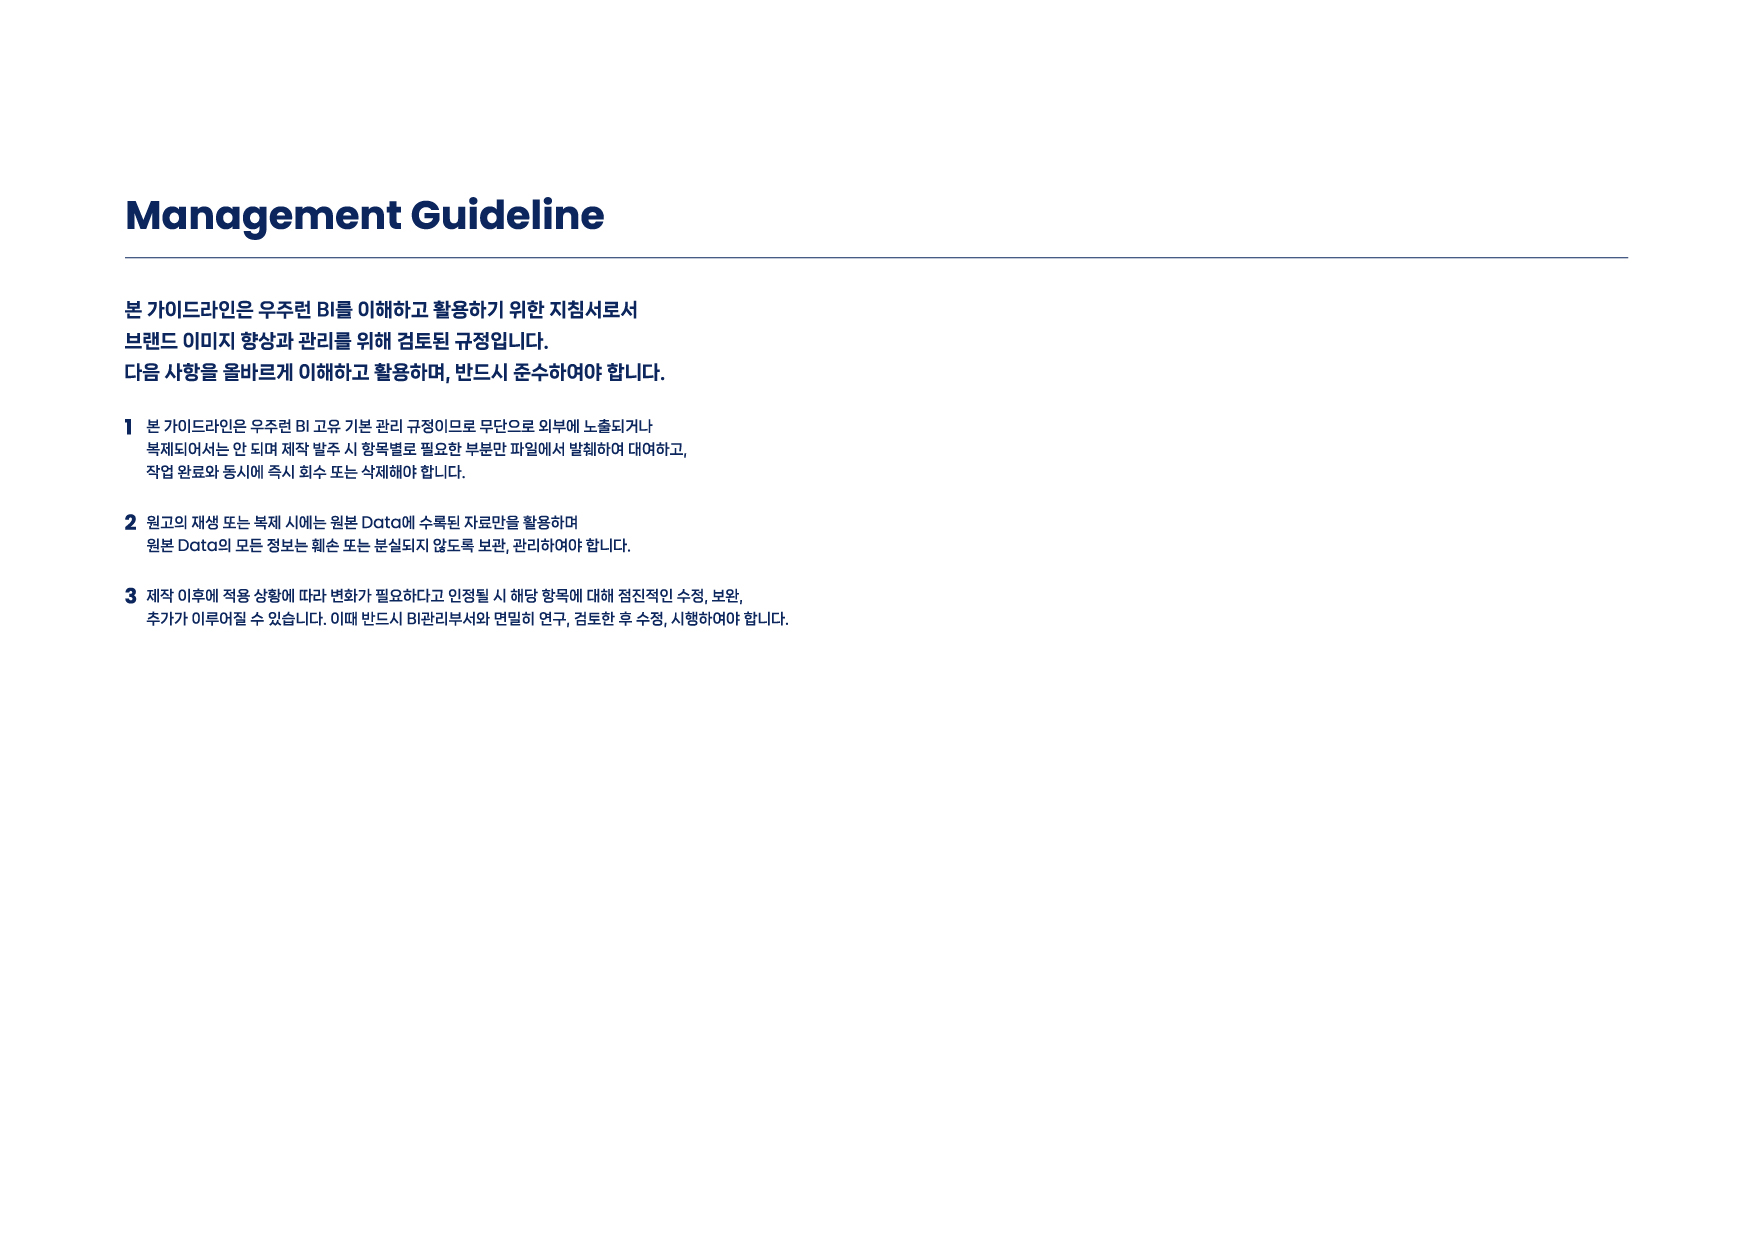 Management Guideline
본 가이드라인은 우주런 BI를 이해하고 활용하기 위한 지침서로서
브랜드 이미지 향상과 관리를 위해 검토된 규정입니다.
다음 사항을 올바르게 이해하고 활용하며, 반드시 준수하여야 합니다.
1 본 가이드라인은 우주런 BI 고유 기본 관리 규정이므로 무단으로 외부에 노출되거나
복제되어서는 안 되며 제작 발주 시 항목별로 필요한 부분만 파일에서 발췌하여 대여하고,
작업 완료와 동시에 즉시 회수 또는 삭제해야 합니다.
2 원고의 재생 또는 복제 시에는 원본 Data에 수록된 자료만을 활용하며
원본 Data의 모든 정보는 훼손 또는 분실되지 않도록 보관, 관리하여야 합니다.
3 제작 이후에 적용 상황에 따라 변화가 필요하다고 인정될 시 해당 항목에 대해 점진적인 수정, 보완,
추가가 이루어질 수 있습니다. 이때 반드시 BI관리부서와 면밀히 연구, 검토한 후 수정, 시행하여야 합니다.